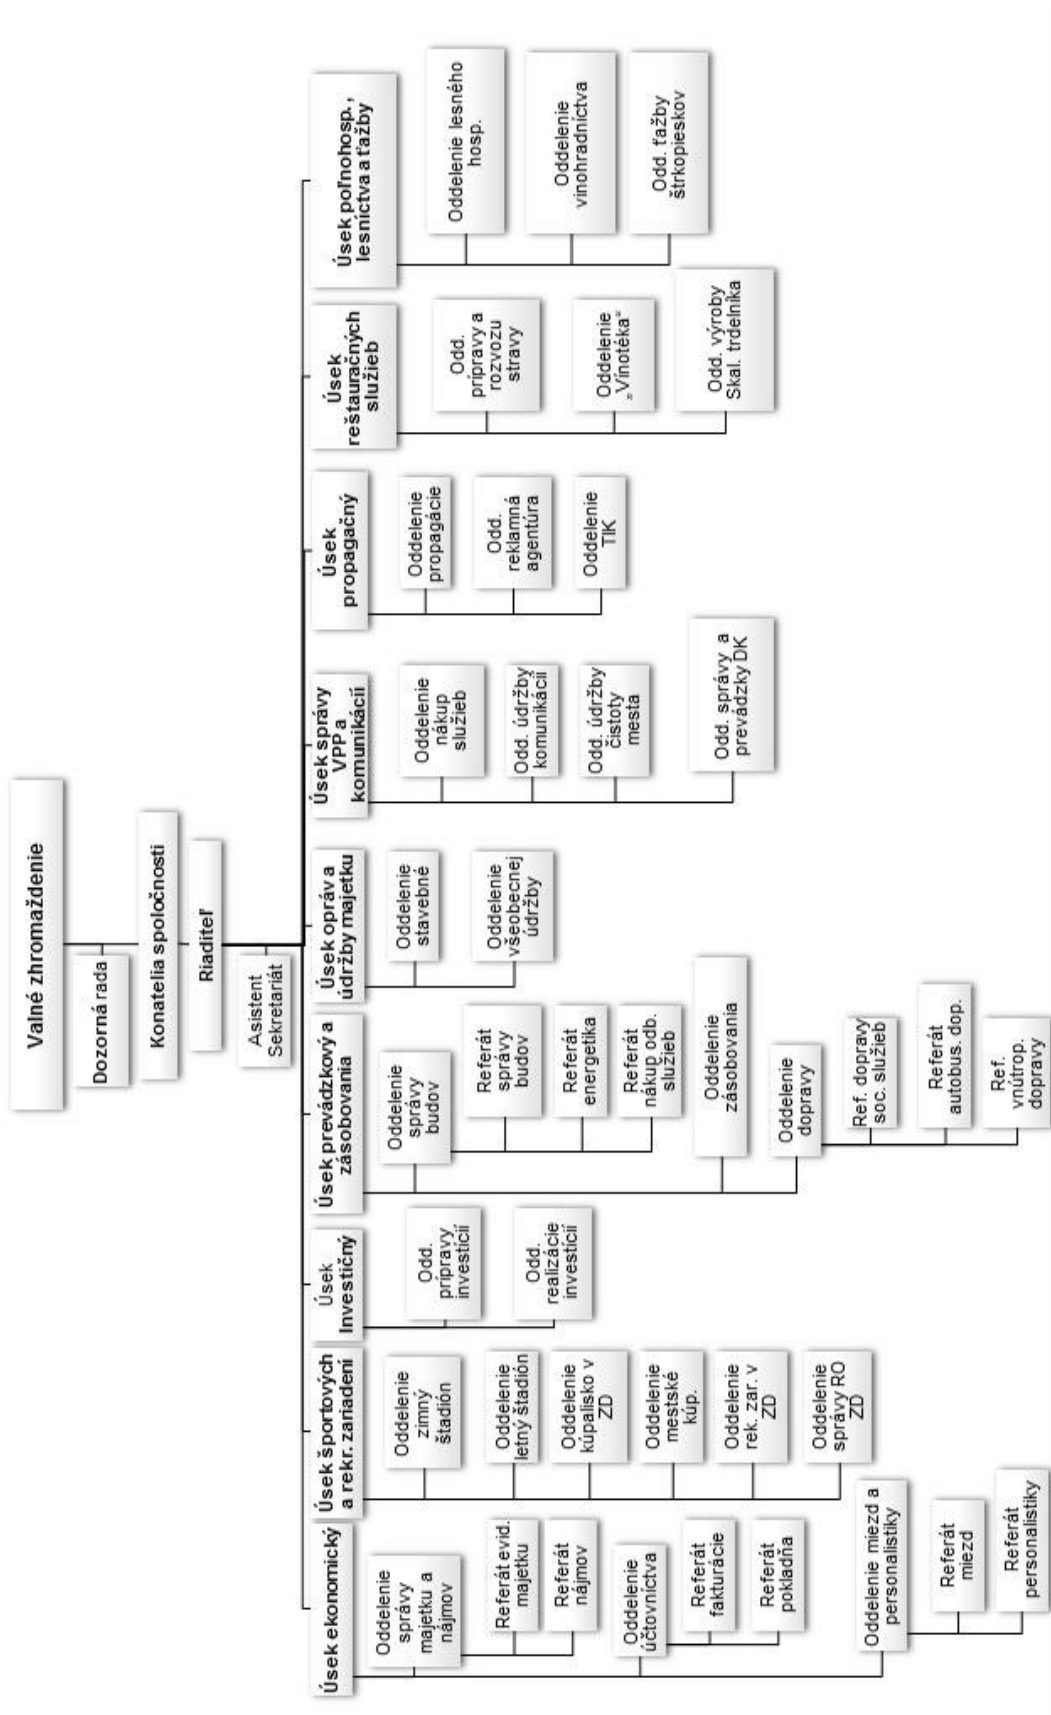 Valné zhromaždenie
Dozorná rada
Konatelia spoločnosti
Riaditeľ
Asistent
Sekretariát
Úsek ekonomický
Oddelenie
správy
majetku a
nájmov
Referát evid.
majetku
Referát
nájmov
Oddelenie
účtovníctva
Referát
fakturácie
Referát
pokladňa
Oddelenie miezd a
personalistiky
Referát
miezd
Referát
personalistiky
Úsek športových
a rekr. zariadení
Oddelenie
zimný
štadión
Oddelenie
letný štadión
Oddelenie
kúpalisko v
ZD
Oddelenie
mestské
kúp.
Oddelenie
rek. zar. v
ZD
Oddelenie
správy RO
ZD
Úsek
Investičný
Odd.
prípravy
investícií
Odd.
realizácie
investícií
Úsek prevádzkový a
zásobovania
Oddelenie
správy
budov
Referát
správy
budov
Referát
energetika
Referát
nákup odb.
služieb
Oddelenie
zásobovania
Oddelenie
dopravy
Ref. dopravy
soc. služieb
Referát
autobus. dop.
Ref.
vnútrop.
dopravy
Úsek opráv a
údržby majetku
Oddelenie
stavebné
Oddelenie
všeobecnej
údržby
Úsek správy
VPP a
komunikácií
Oddelenie
nákup
služieb
Odd. údržby
komunikácií
Odd. údržby
čistoty
mesta
Odd. správy a
prevádzky DK
Úsek
propagačný
Oddelenie
propagácie
Odd.
reklamná
agentúra
Oddelenie
TIK
Úsek
reštauračných
služieb
Odd.
prípravy a
rozvozu
stravy
Oddelenie
„Vínotéka“
Odd. výroby
Skal. trdelníka
Úsek poľnohosp.,
lesníctva a ťažby
Oddelenie lesného
hosp.
Oddelenie
vinohradníctva
Odd. ťažby
štrkopieskov